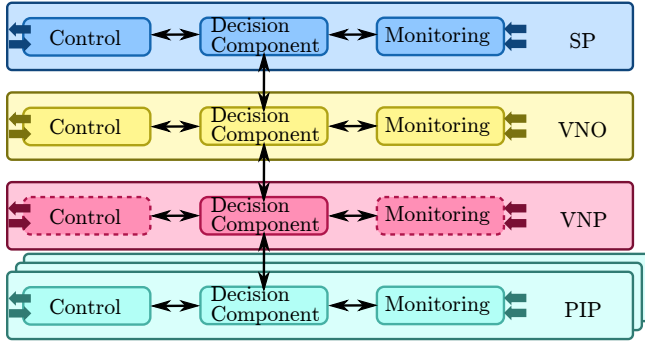 Control
Decision
Component
Monitoring
SP
Control
Decision
Component
Monitoring
VNO
Control
Decision
Component
Monitoring
VNP
Control
Decision
Component
Monitoring
PIP